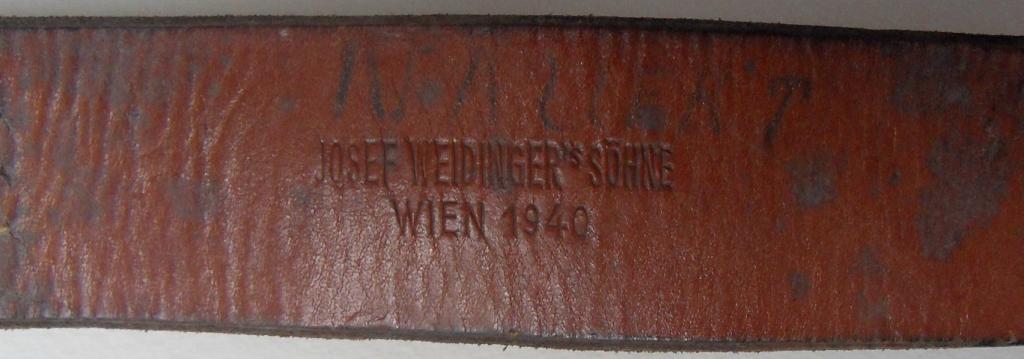 JOSEF WEIDINGER'S SÖHNE
WIEN 1940